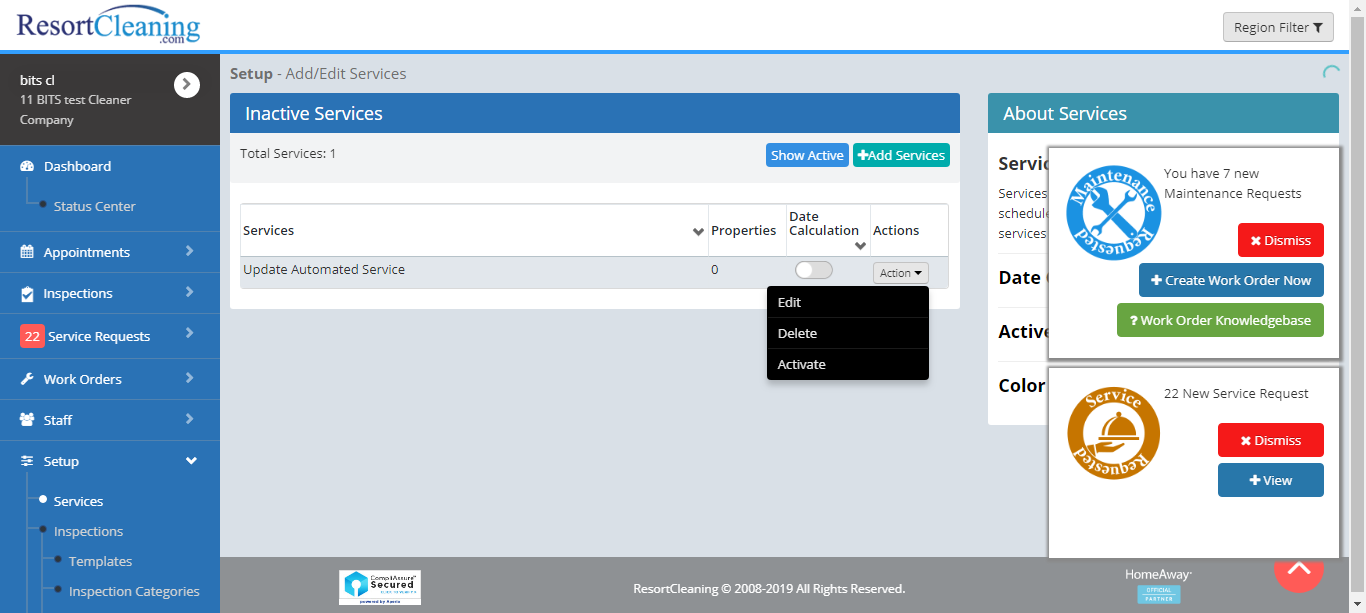 ResortCleaning
.com
Region Filter
bits cl
11 BITS test Cleaner
Company
Dashboard
Status Center
Appointments
Inspections
22 Service Requests
Work Orders
Staff
Setup
Services
Inspections
Templates
Inspection Categories
Setup - Add/Edit Services
Inactive Services
Total Services: 1
Show Active
Add Services
Services
Properties
Date
Calculation
Actions
Update Automated Service
0
Action
Edit
Delete
Activate
About Services
Servic
Services
schedule
services
Date
Active
Color
Maintenance
Requested
You have 7 new
Maintenance Requests
Dismiss
Create Work Order Now
? Work Order Knowledgebase
Service
Requested
22 New Service Request
Dismiss
View
CompliAssure
Secured
ResortCleaning © 2008-2019 All Rights Reserved.
HomeAway
OFFICIAL
PARTNER